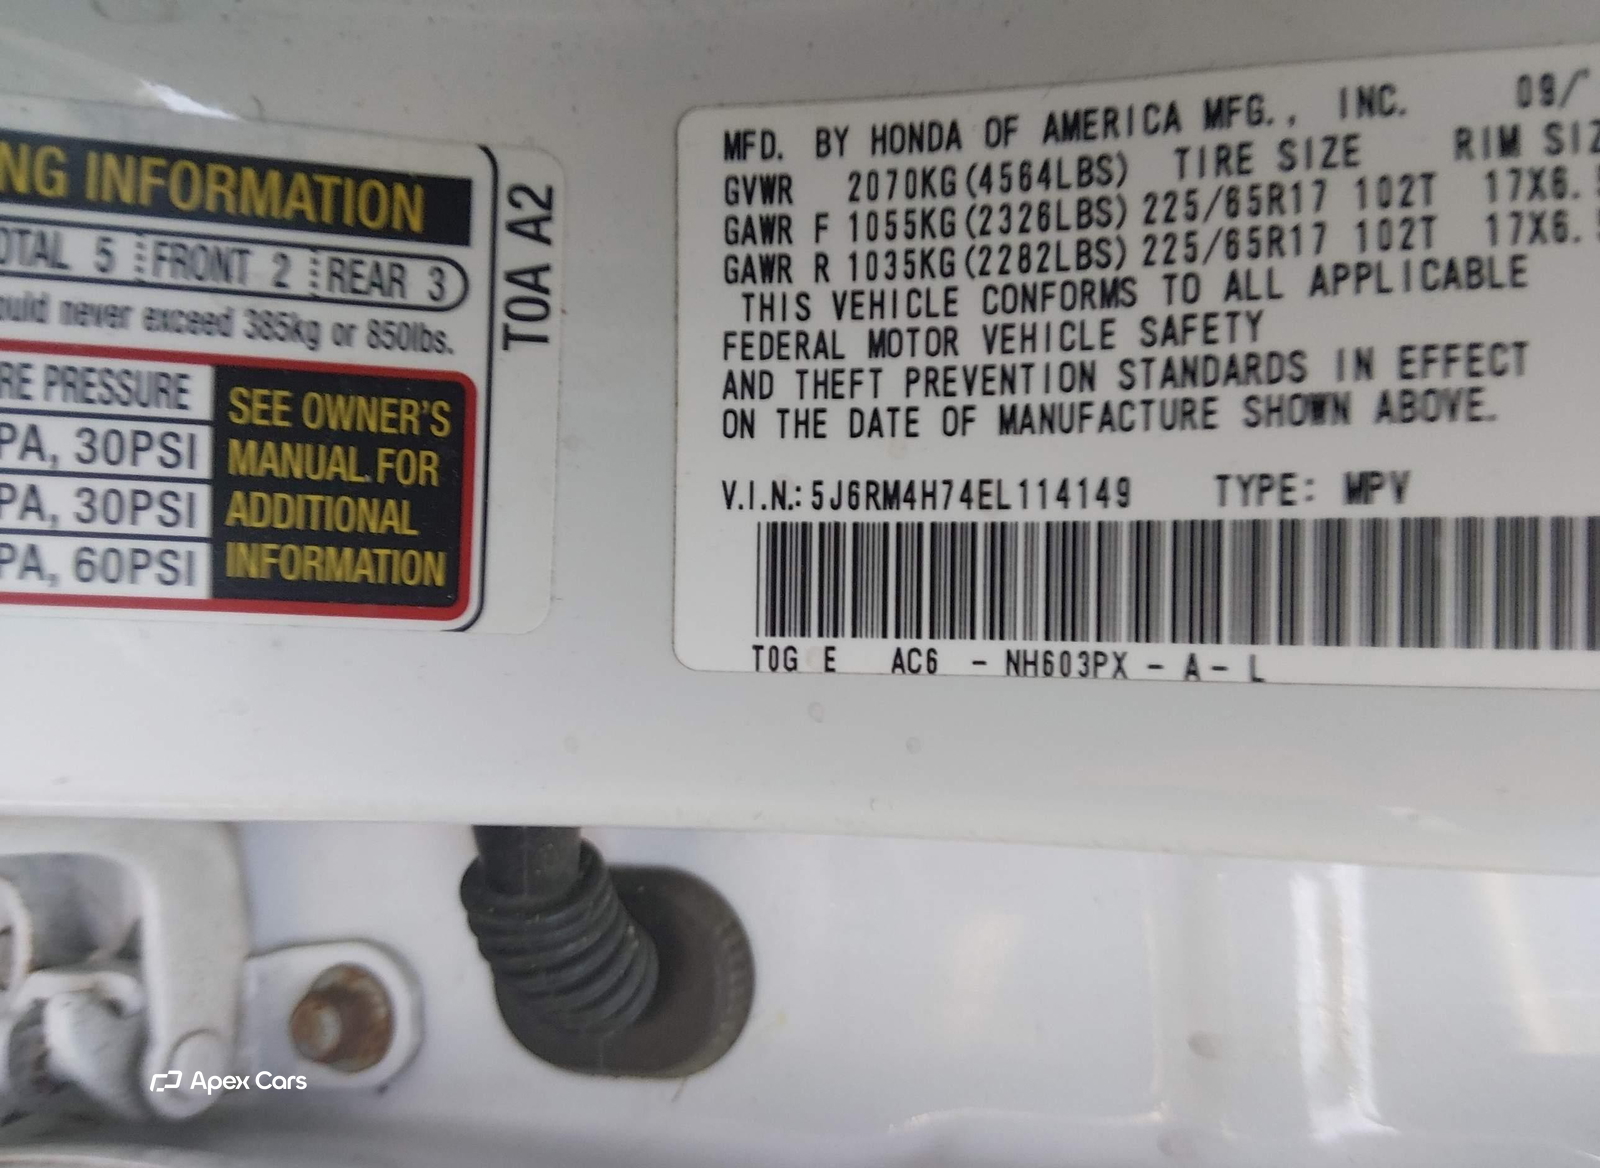 NG INFORMATION
OTAL 5 FRONT 2 REAR 3
ould never exceed 385kg or 850lbs.
RE PRESSURE
PA, 30PSI
PA, 30PSI
PA, 60PSI
SEE OWNER'S
MANUAL FOR
ADDITIONAL
INFORMATION
T0A A2
MFD. BY HONDA OF AMERICA MFG., INC. 09/
GVWR 2070KG(4564LBS) TIRE SIZE RIM SIZ
GAWR F 1055KG(2326LBS) 225/65R17 102T 17X6.5
GAWR R 1035KG(2282LBS) 225/65R17 102T 17X6.5
THIS VEHICLE CONFORMS TO ALL APPLICABLE
FEDERAL MOTOR VEHICLE SAFETY
AND THEFT PREVENTION STANDARDS IN EFFECT
ON THE DATE OF MANUFACTURE SHOWN ABOVE.
V.I.N.: 5J6RM4H74EL114149 TYPE: MPV
T0G E AC6 - NH603PX - A - L
Apex Cars